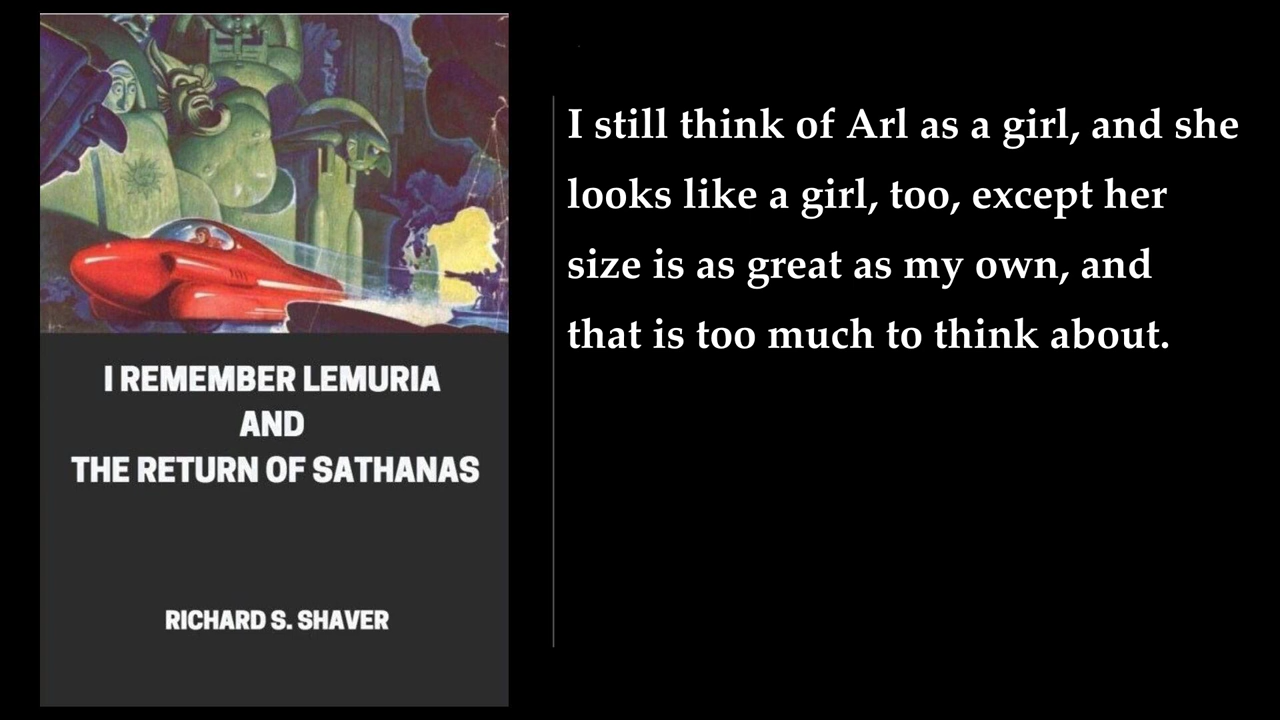 I REMEMBER LEMURIA
AND
THE RETURN OF SATHANAS
RICHARD S. SHAVER
I still think of Arl as a girl, and she
looks like a girl, too, except her
size is as great as my own, and
that is too much to think about.